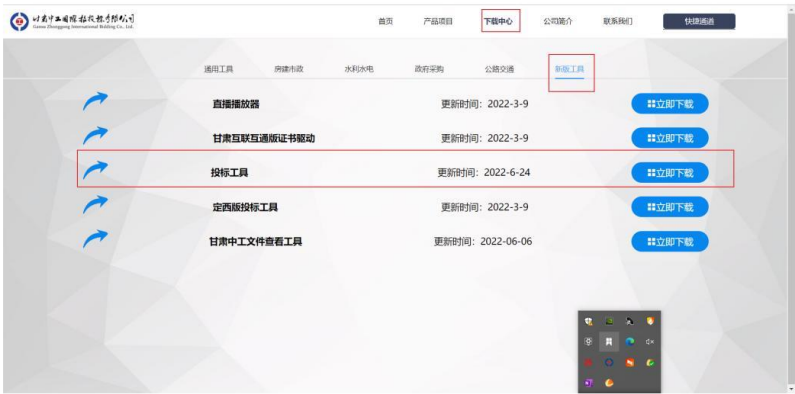 甘肃中工国际招投标有限公司
Gansu Zhonggong International Bidding Co., Ltd.
首页 产品项目 下载中心 公司简介 联系我们 快捷通道
通用工具 房建市政 水利水电 政府采购 公路交通 新版工具
直播播放器 更新时间：2022-3-9 立即下载
甘肃互联互通版证书驱动 更新时间：2022-3-9 立即下载
投标工具 更新时间：2022-6-24 立即下载
定西版投标工具 更新时间：2022-3-9 立即下载
甘肃中工文件查看工具 更新时间：2022-06-06 立即下载